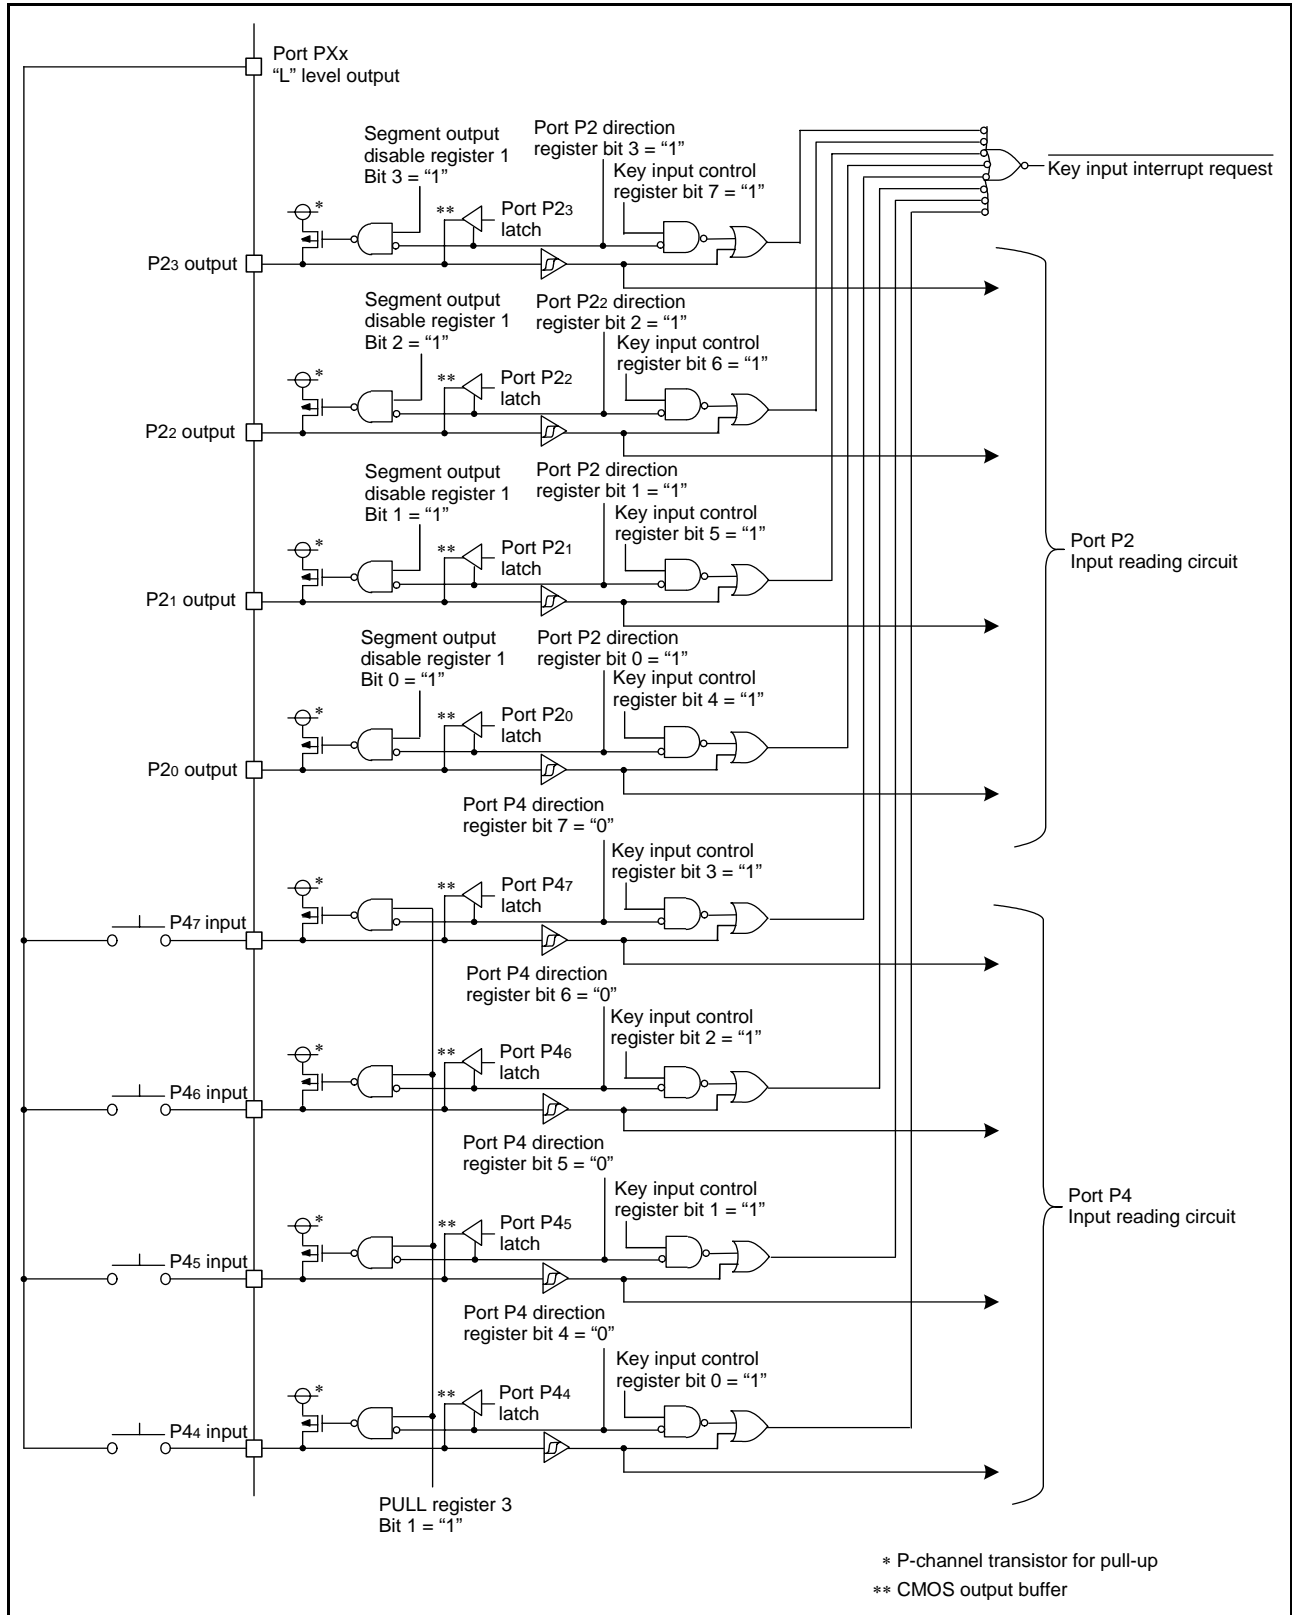 Port PXx
“L” level output
Segment output
disable register 1
Bit 3 = “1”
Port P2 direction
register bit 3 = “1”
Key input control
register bit 7 = “1”
Key input interrupt request
*
**
Port P23
latch
P23 output
Segment output
disable register 1
Bit 2 = “1”
Port P22 direction
register bit 2 = “1”
Key input control
register bit 6 = “1”
*
**
Port P22
latch
P22 output
Segment output
disable register 1
Bit 1 = “1”
Port P2 direction
register bit 1 = “1”
Key input control
register bit 5 = “1”
*
**
Port P21
latch
P21 output
Port P2
Input reading circuit
Segment output
disable register 1
Bit 0 = “1”
Port P2 direction
register bit 0 = “1”
Key input control
register bit 4 = “1”
*
**
Port P20
latch
P20 output
Port P4 direction
register bit 7 = “0”
Key input control
register bit 3 = “1”
*
**
Port P47
latch
P47 input
Port P4 direction
register bit 6 = “0”
Key input control
register bit 2 = “1”
*
**
Port P46
latch
P46 input
Port P4 direction
register bit 5 = “0”
Key input control
register bit 1 = “1”
*
**
Port P45
latch
P45 input
Port P4
Input reading circuit
Port P4 direction
register bit 4 = “0”
Key input control
register bit 0 = “1”
*
**
Port P44
latch
P44 input
PULL register 3
Bit 1 = “1”
* P-channel transistor for pull-up
** CMOS output buffer